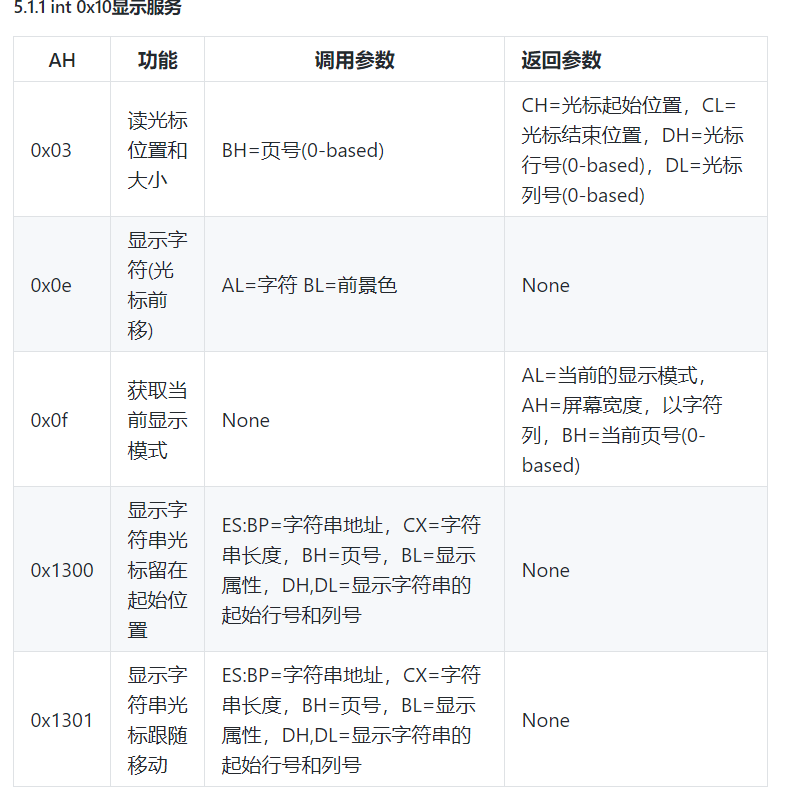 5.1.1 int 0x10显示服务
AH 功能 调用参数 返回参数
0x03
读光标
位置和
大小
BH=页号(0-based)
CH=光标起始位置，CL=
光标结束位置，DH=光标
行号(0-based)，DL=光标
列号(0-based)
0x0e
显示字
符(光
标前
移)
AL=字符 BL=前景色
None
0x0f
获取当
前显示
模式
None
AL=当前的显示模式，
AH=屏幕宽度，以字符
列，BH=当前页号(0-
based)
0x1300
显示字
符串光
标留在
起始位
置
ES:BP=字符串地址，CX=字符
串长度，BH=页号，BL=显示
属性，DH,DL=显示字符串的
起始行号和列号
None
0x1301
显示字
符串光
标跟随
移动
ES:BP=字符串地址，CX=字符
串长度，BH=页号，BL=显示
属性，DH,DL=显示字符串的
起始行号和列号
None